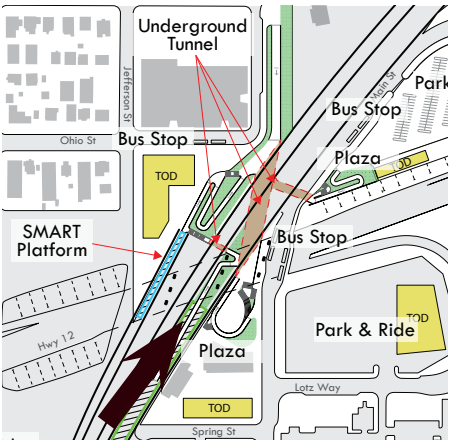 Underground
Tunnel
Jefferson St
Main St
Park
Bus Stop
Ohio St
Bus Stop
Plaza
TOD
TOD
SMART
Platform
Bus Stop
Hwy 12
Park & Ride
TOD
Plaza
Lotz Way
TOD
Spring St